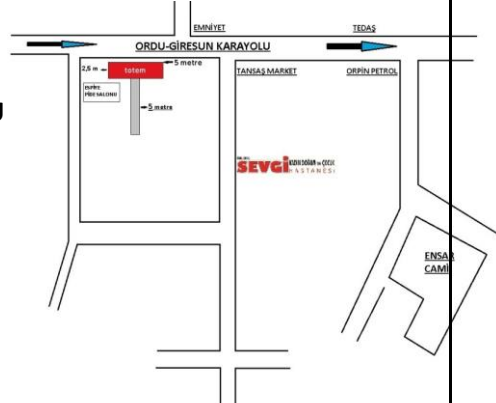 EMNİYET
TEDAŞ
ORDU-GİRESUN KARAYOLU
5 metre
2,5 m
totem
TANSAŞ MARKET
ORPİN PETROL
5 metre
SEVGİ
HASTANESİ
ENSAR
CAMİ